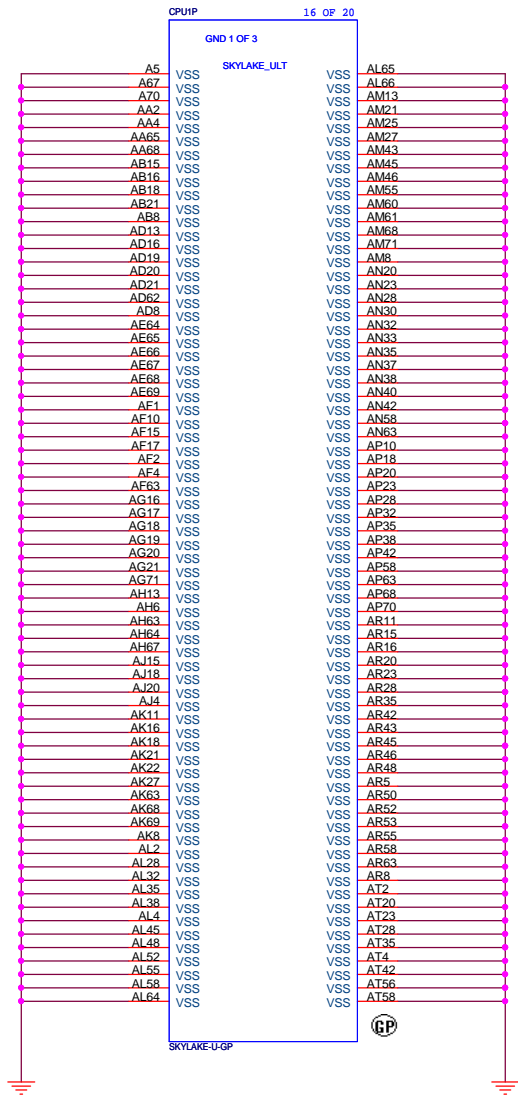 CPU1P 16 OF 20
GND 1 OF 3
SKYLAKE_ULT
A5 VSS VSS AL65
A67 VSS VSS AL66
A70 VSS VSS AM13
AA2 VSS VSS AM21
AA4 VSS VSS AM25
AA65 VSS VSS AM27
AA68 VSS VSS AM43
AB15 VSS VSS AM45
AB16 VSS VSS AM46
AB18 VSS VSS AM55
AB21 VSS VSS AM60
AB8 VSS VSS AM61
AD13 VSS VSS AM68
AD16 VSS VSS AM71
AD19 VSS VSS AM8
AD20 VSS VSS AN20
AD21 VSS VSS AN23
AD62 VSS VSS AN28
AD8 VSS VSS AN30
AE64 VSS VSS AN32
AE65 VSS VSS AN33
AE66 VSS VSS AN35
AE67 VSS VSS AN37
AE68 VSS VSS AN38
AE69 VSS VSS AN40
AF1 VSS VSS AN42
AF10 VSS VSS AN58
AF15 VSS VSS AN63
AF17 VSS VSS AP10
AF2 VSS VSS AP18
AF4 VSS VSS AP20
AF63 VSS VSS AP23
AG16 VSS VSS AP28
AG17 VSS VSS AP32
AG18 VSS VSS AP35
AG19 VSS VSS AP38
AG20 VSS VSS AP42
AG21 VSS VSS AP58
AG71 VSS VSS AP63
AH13 VSS VSS AP68
AH6 VSS VSS AP70
AH63 VSS VSS AR11
AH64 VSS VSS AR15
AH67 VSS VSS AR16
AJ15 VSS VSS AR20
AJ18 VSS VSS AR23
AJ20 VSS VSS AR28
AJ4 VSS VSS AR35
AK11 VSS VSS AR42
AK16 VSS VSS AR43
AK18 VSS VSS AR45
AK21 VSS VSS AR46
AK22 VSS VSS AR48
AK27 VSS VSS AR5
AK63 VSS VSS AR50
AK68 VSS VSS AR52
AK69 VSS VSS AR53
AK8 VSS VSS AR55
AL2 VSS VSS AR58
AL28 VSS VSS AR63
AL32 VSS VSS AR8
AL35 VSS VSS AT2
AL38 VSS VSS AT20
AL4 VSS VSS AT23
AL45 VSS VSS AT28
AL48 VSS VSS AT35
AL52 VSS VSS AT4
AL55 VSS VSS AT42
AL58 VSS VSS AT56
AL64 VSS VSS AT58
GP
SKYLAKE-U-GP